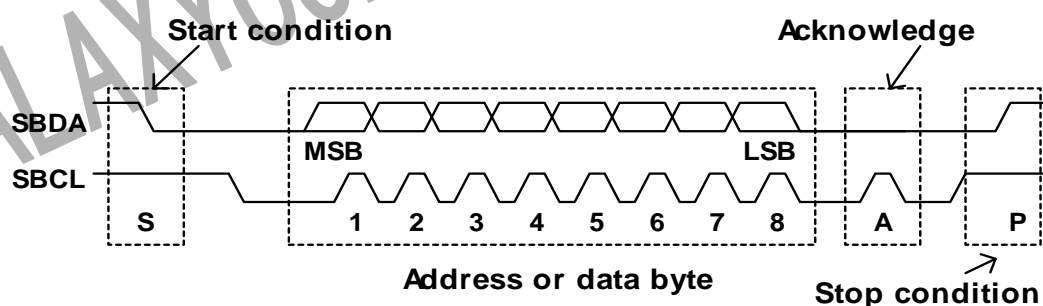 Start condition
Acknowledge
SBDA
MSB LSB
SBCL
S 1 2 3 4 5 6 7 8 A P
Address or data byte
Stop condition